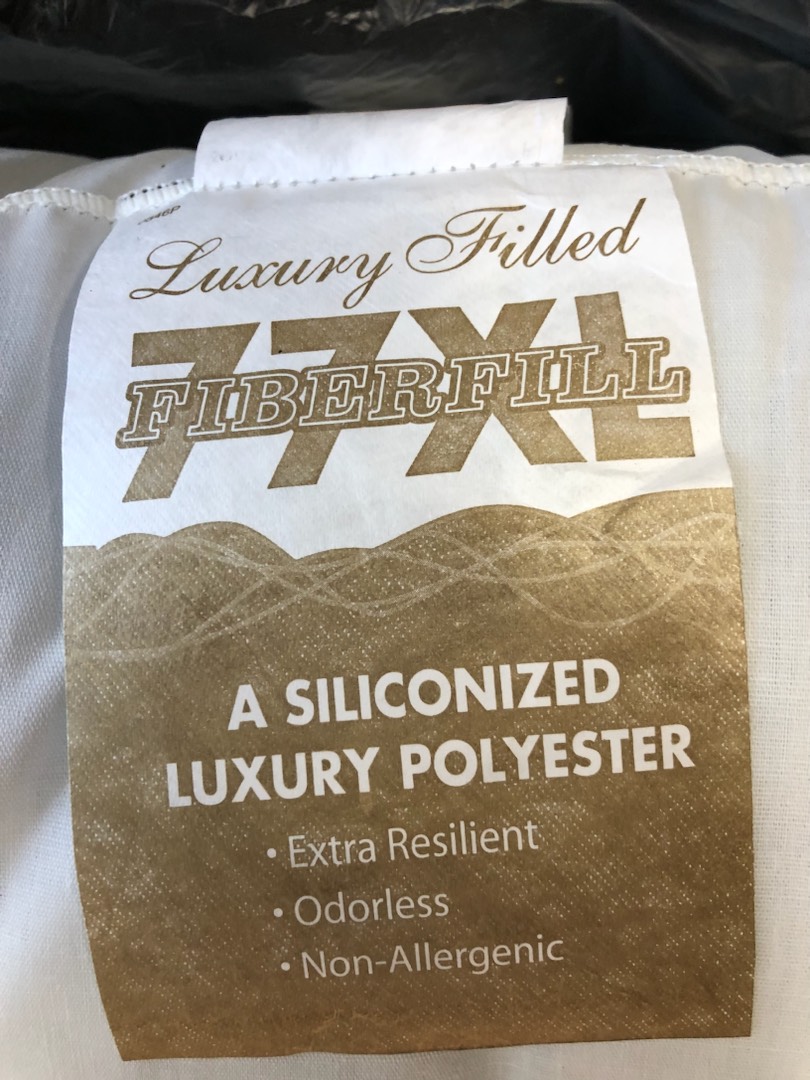 Luxury Filled
77XL
FIBERFILL
A SILICONIZED
LUXURY POLYESTER
• Extra Resilient
• Odorless
• Non-Allergenic